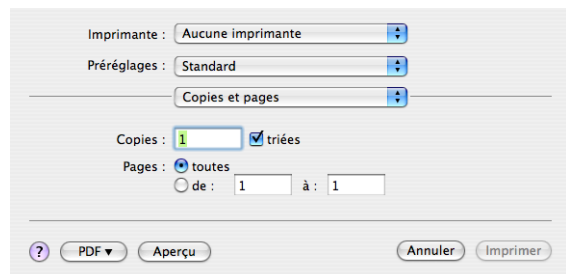 Imprimante : Aucune imprimante
Préréglages : Standard
Copies et pages
Copies : 1 triées
Pages : toutes
de : 1 à : 1
? PDF ▼ Aperçu Annuler Imprimer